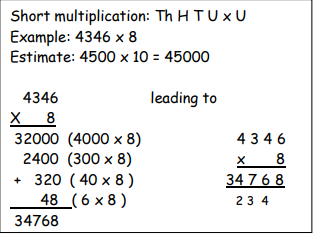 Short multiplication: Th H T U x U
Example: 4346 x 8
Estimate: 4500 x 10 = 45000
4346 leading to
X 8
32000 (4000 x 8)
2400 (300 x 8) 4 3 4 6
+ 320 ( 40 x 8 ) x 8
48 ( 6 x 8 ) 34 7 6 8
34768 2 3 4